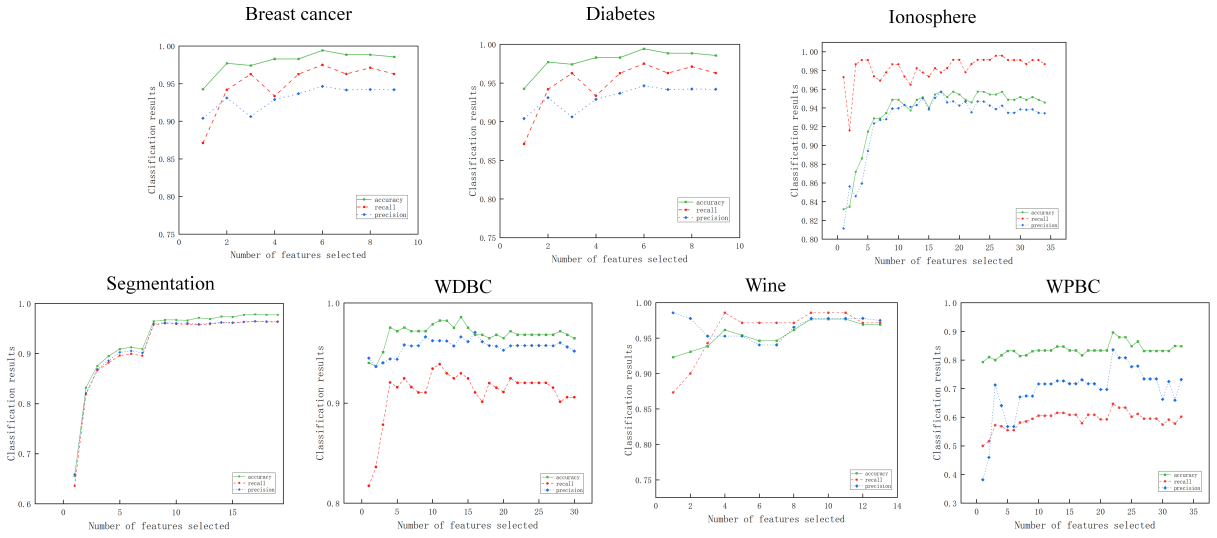 Breast cancer
Diabetes
Ionosphere
Classification results
1.00
0.95
0.90
0.85
0.80
0.75
0
2
4
6
8
10
accuracy
recall
precision
Number of features selected
Classification results
1.00
0.95
0.90
0.85
0.80
0.75
0
2
4
6
8
10
accuracy
recall
precision
Number of features selected
Classification results
1.00
0.98
0.96
0.94
0.92
0.90
0.88
0.86
0.84
0.82
0.80
0
5
10
15
20
25
30
35
accuracy
recall
precision
Number of features selected
Segmentation
WDBC
Wine
WPBC
Classification results
1.0
0.9
0.8
0.7
0.6
0
5
10
15
accuracy
recall
precision
Number of features selected
Classification results
1.0
0.9
0.8
0
5
10
15
20
25
30
accuracy
recall
precision
Number of features selected
Classification results
1.00
0.95
0.90
0.85
0.80
0.75
0
2
4
6
8
10
12
14
accuracy
recall
precision
Number of features selected
Classification results
1.0
0.9
0.8
0.7
0.6
0.5
0.4
0.3
0
5
10
15
20
25
30
35
accuracy
recall
precision
Number of features selected